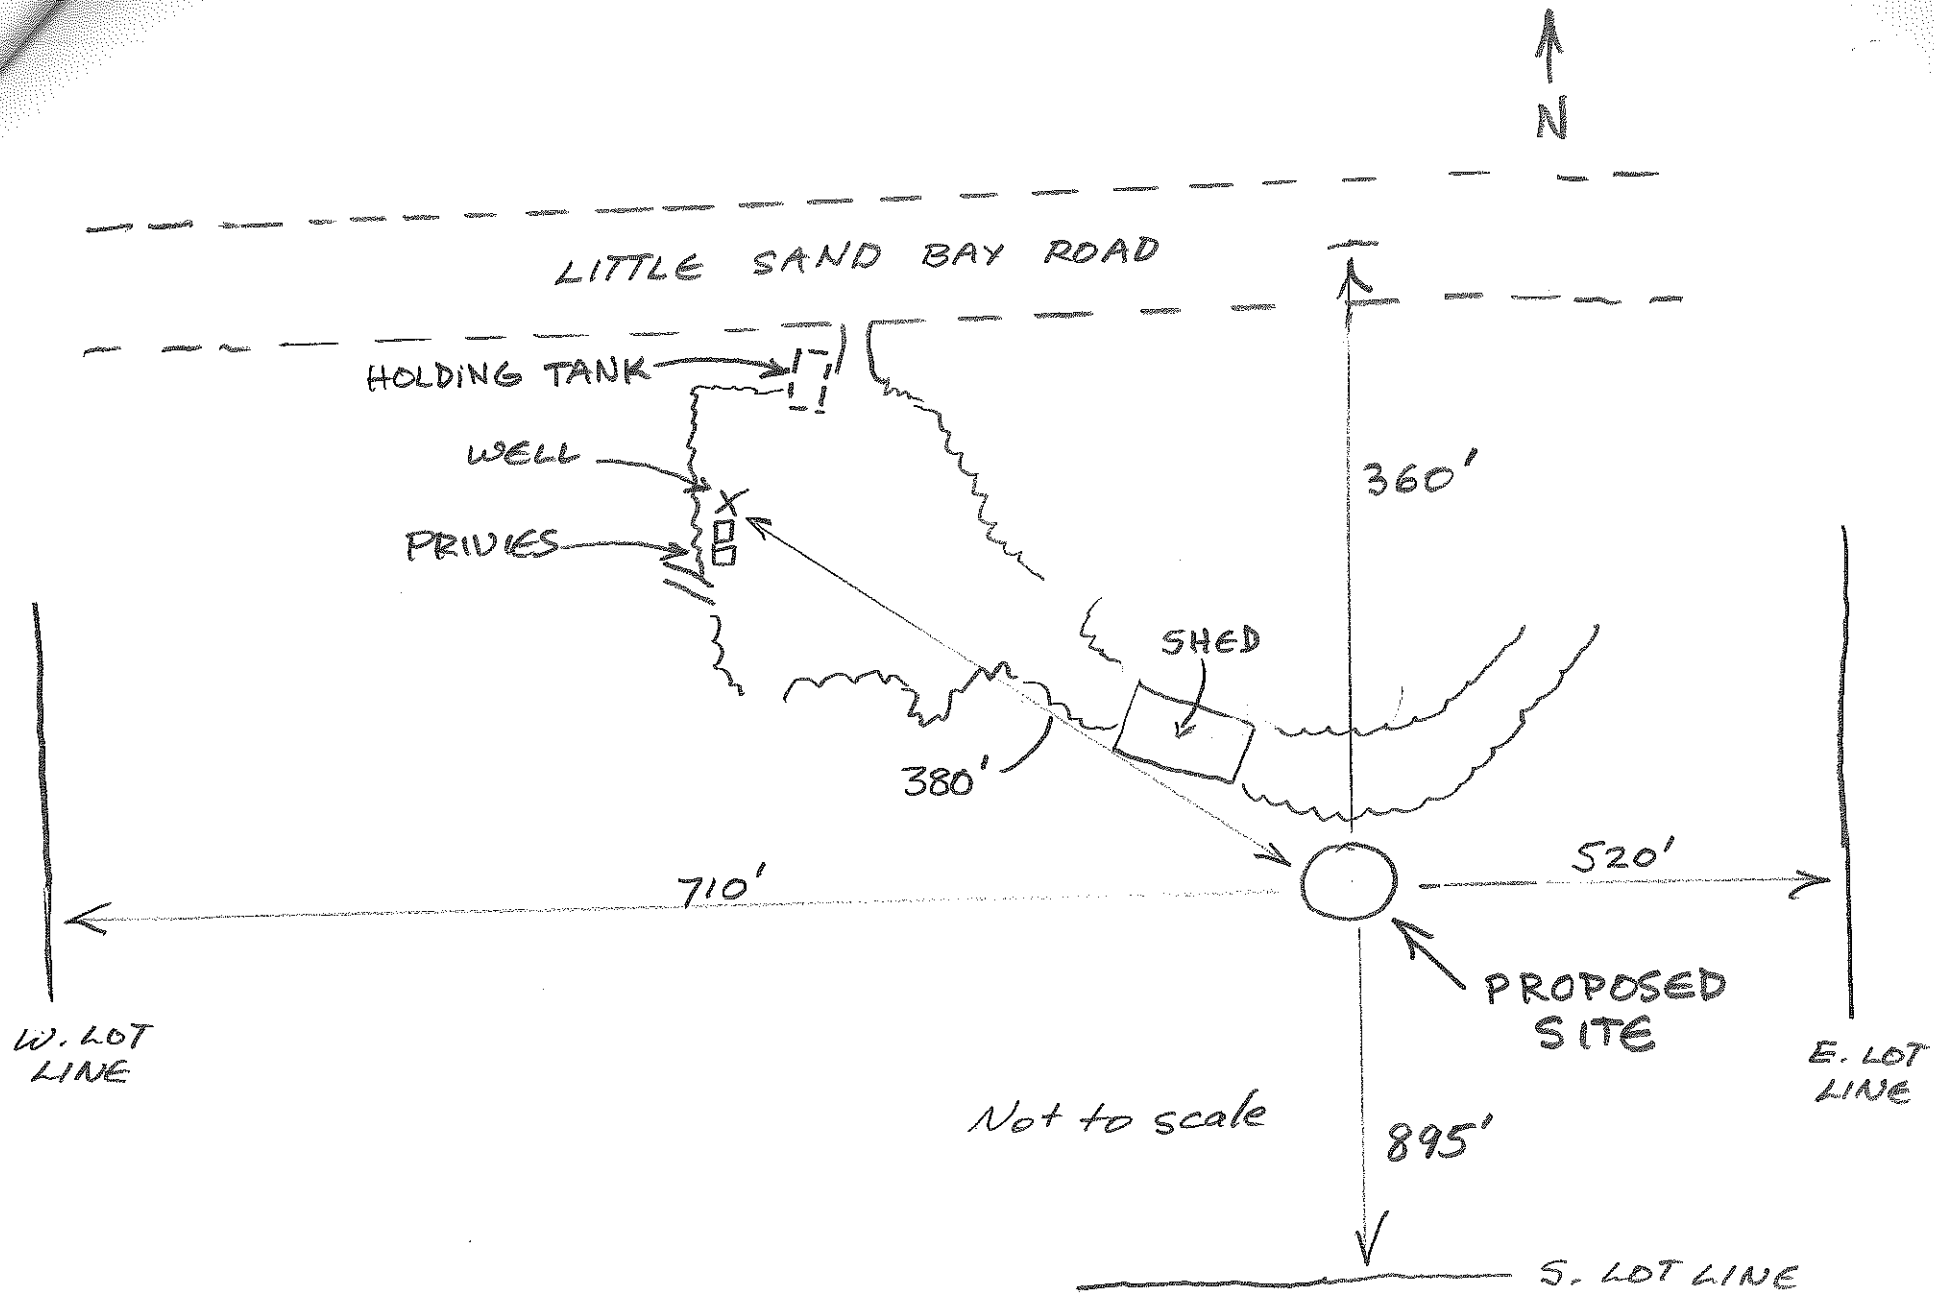 N
LITTLE SAND BAY ROAD
HOLDING TANK
WELL
360'
PRIVIES
SHED
380'
710'
520'
PROPOSED
SITE
W. LOT
LINE
E. LOT
LINE
Not to scale
895'
S. LOT LINE